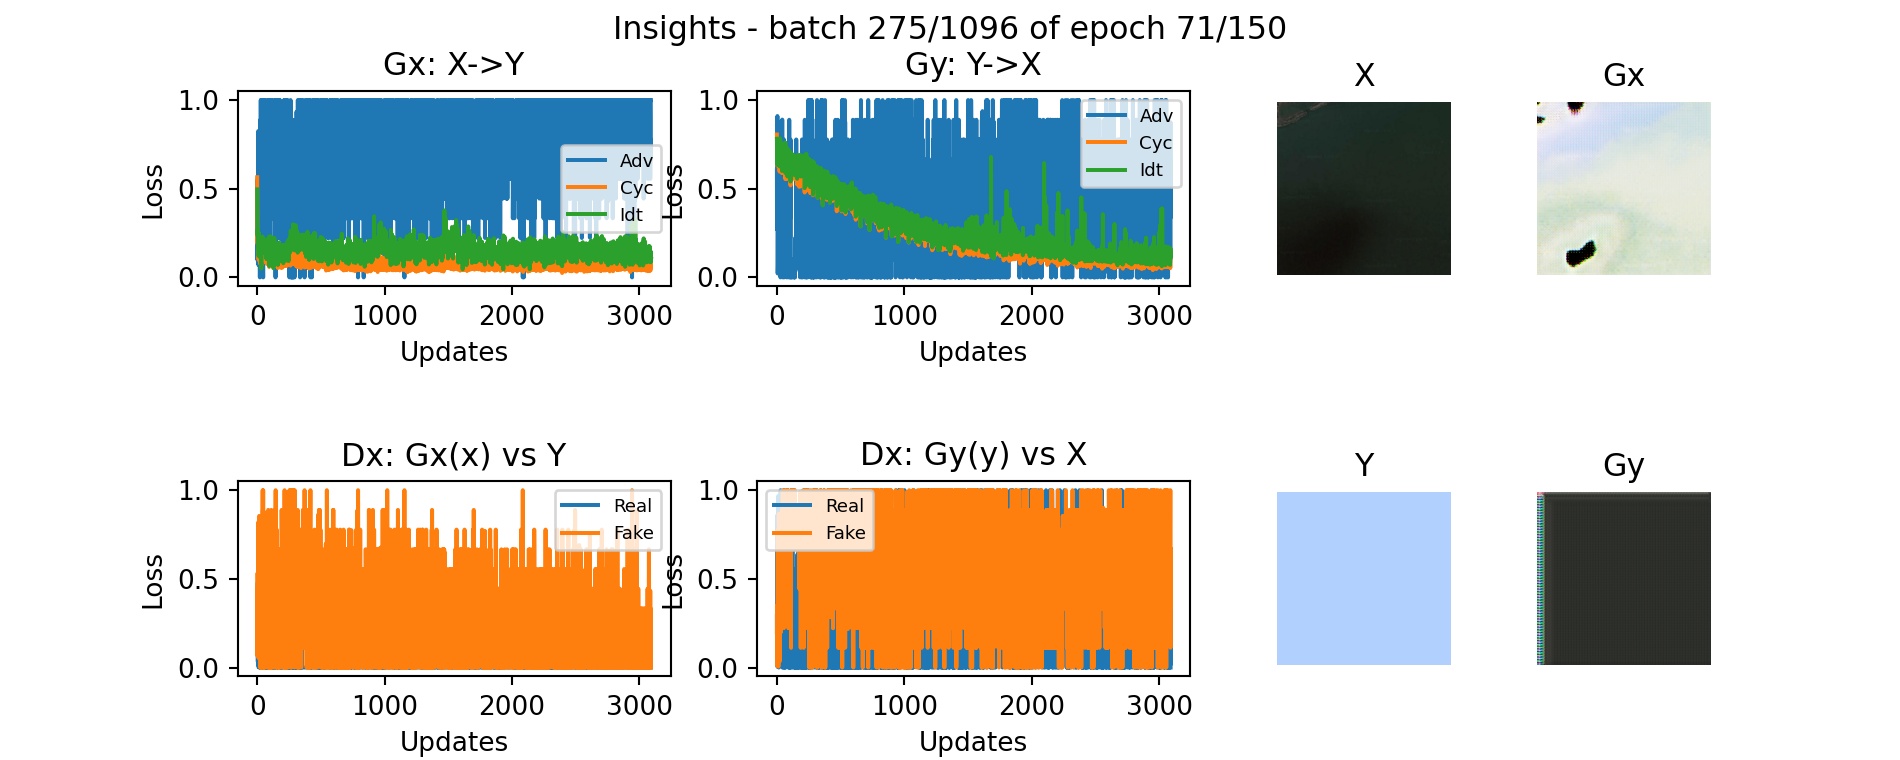 Insights - batch 275/1096 of epoch 71/150
Gx: X->Y
Gy: Y->X
X
Gx
1.0
0.5
0.0
Loss
Adv
Cyc
Idt
0 1000 2000 3000
Updates
1.0
0.5
0.0
Loss
Adv
Cyc
Idt
0 1000 2000 3000
Updates
Dx: Gx(x) vs Y
Dx: Gy(y) vs X
Y
Gy
1.0
0.5
0.0
Loss
Real
Fake
0 1000 2000 3000
Updates
1.0
0.5
0.0
Loss
Real
Fake
0 1000 2000 3000
Updates